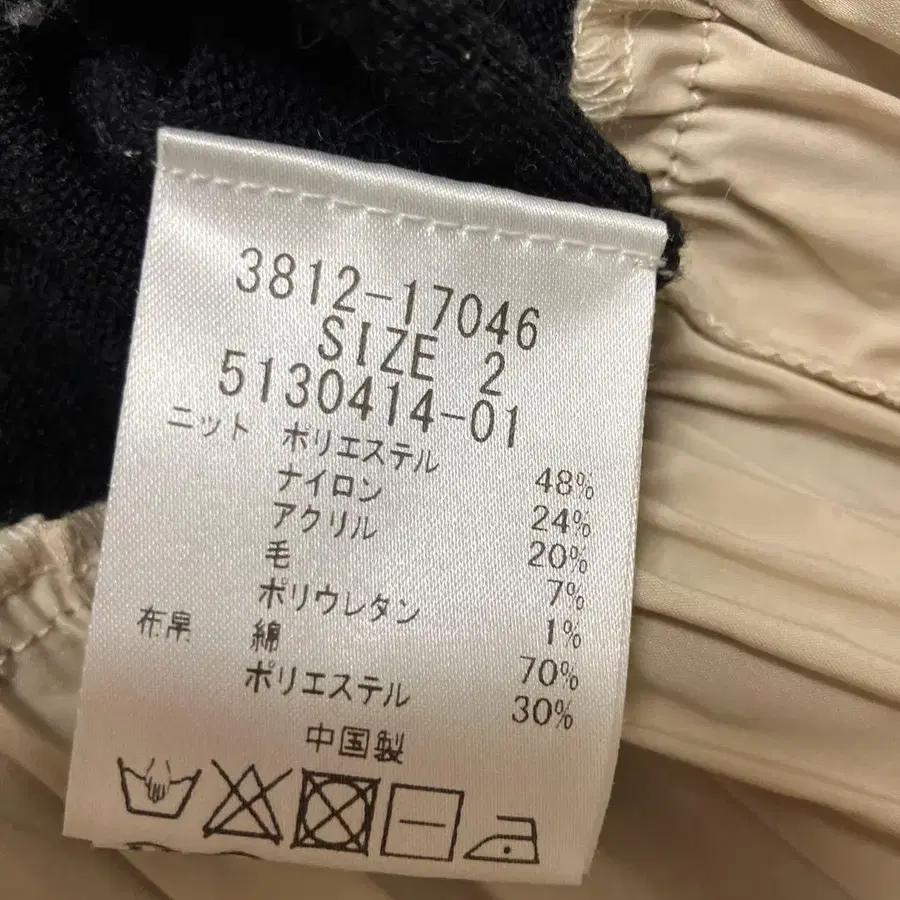 3812-17046
SIZE 2
5130414-01
ニット ポリエステル 48%
ナイロン 24%
アクリル 20%
毛 7%
ポリウレタン 1%
布帛 綿 70%
ポリエステル 30%
中国製